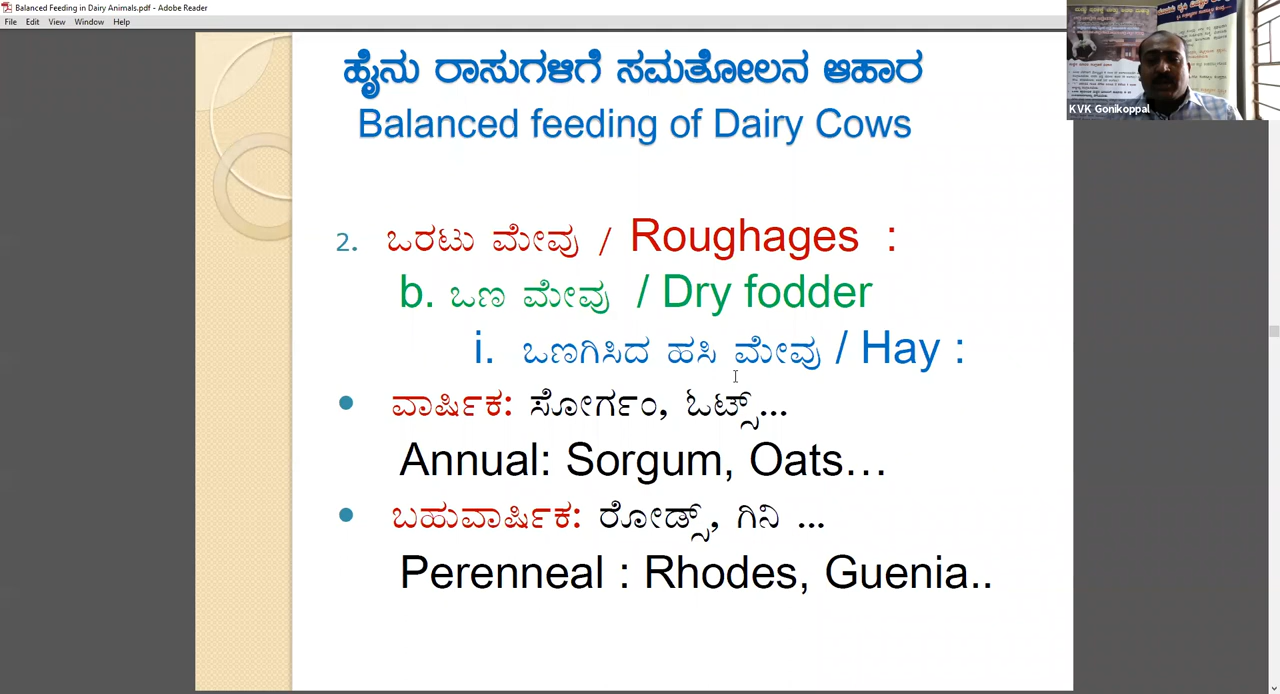 Balanced Feeding in Dairy Animals.pdf - Adobe Reader
File Edit View Window Help
KVK Gonikoppal
ಹೈನು ರಾಸುಗಳಿಗೆ ಸಮತೋಲನ ಆಹಾರ
Balanced feeding of Dairy Cows
2. ಒರಟು ಮೇವು / Roughages :
b. ಒಣ ಮೇವು / Dry fodder
i. ಒಣಗಿಸಿದ ಹಸಿ ಮೇವು / Hay :
• ವಾರ್ಷಿಕ: ಸೋರ್ಗಂ, ಓಟ್ಸ್...
Annual: Sorgum, Oats…
• ಬಹುವಾರ್ಷಿಕ: ರೋಡ್ಸ್, ಗಿನಿ ...
Perenneal : Rhodes, Guenia..